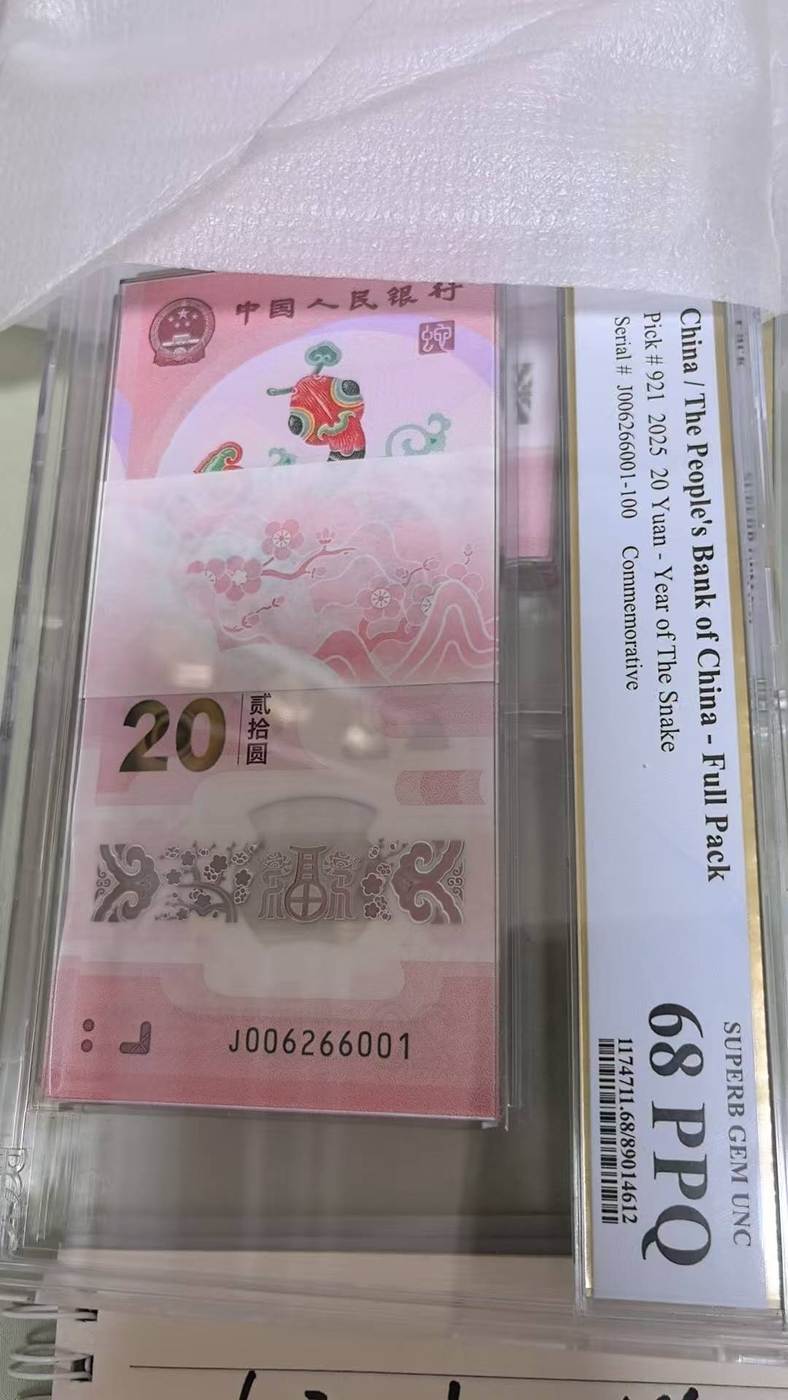 中国人民银行
蛇
20
贰拾圆
J006266001
China / The People's Bank of China - Full Pack
Pick # 921 2025 20 Yuan - Year of The Snake
Serial # J006266001-100 Commemorative
SUPERB GEM UNC
68 PPQ
1174711.68/89014612